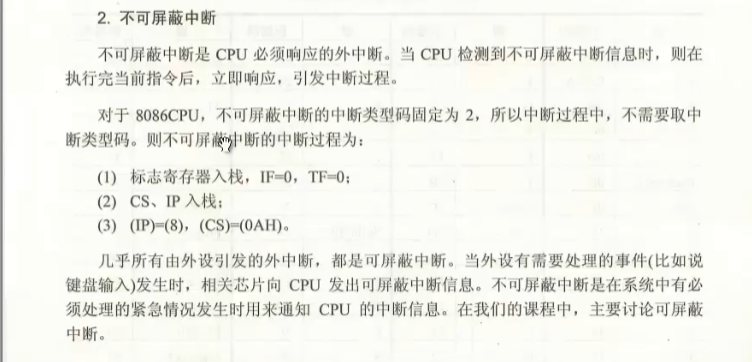 2. 不可屏蔽中断
不可屏蔽中断是 CPU 必须响应的外中断。当 CPU 检测到不可屏蔽中断信息时，则在
执行完当前指令后，立即响应，引发中断过程。
对于 8086CPU，不可屏蔽中断的中断类型码固定为 2，所以中断过程中，不需要取中
断类型码。则不可屏蔽中断的中断过程为：
(1) 标志寄存器入栈，IF=0，TF=0；
(2) CS、IP 入栈；
(3) (IP)=(8)，(CS)=(0AH)。
几乎所有由外设引发的外中断，都是可屏蔽中断。当外设有需要处理的事件(比如说
键盘输入)发生时，相关芯片向 CPU 发出可屏蔽中断信息。不可屏蔽中断是在系统中有必
须处理的紧急情况发生时用来通知 CPU 的中断信息。在我们的课程中，主要讨论可屏蔽
中断。